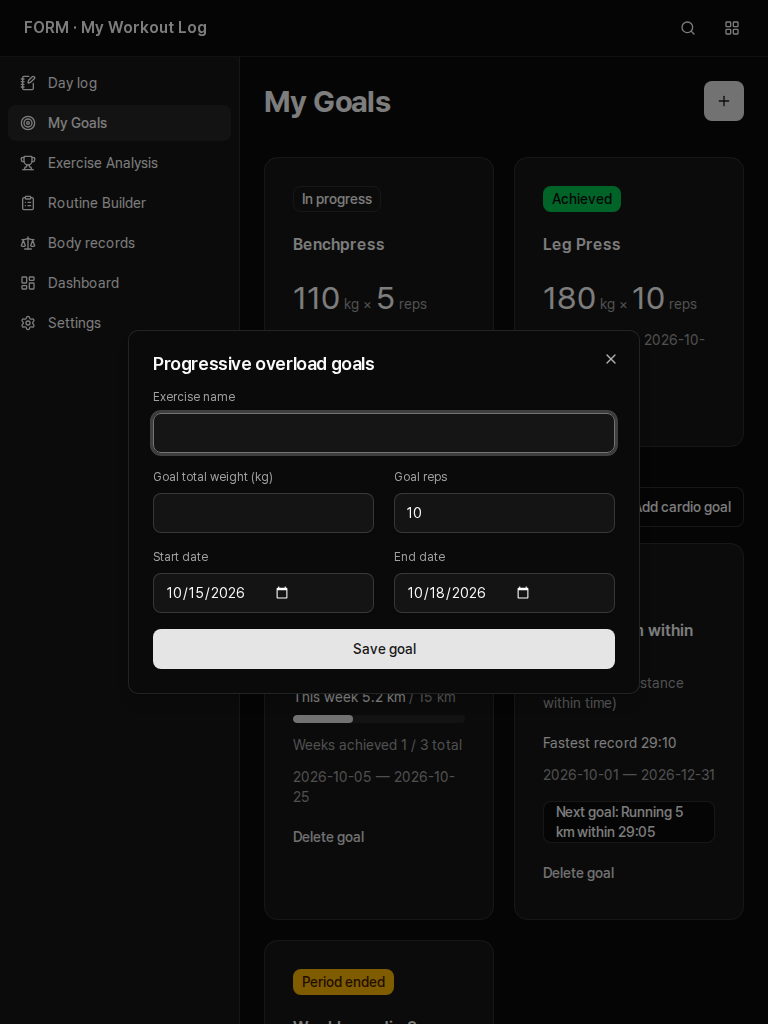 FORM · My Workout Log
Day log
My Goals
Exercise Analysis
Routine Builder
Body records
Dashboard
Settings
My Goals
In progress
Benchpress
110 kg × 5 reps
Achieved
Leg Press
180 kg × 10 reps
2026-10-
Progressive overload goals
Exercise name
Goal total weight (kg)
Goal reps
10
Start date
End date
10/15/2026
10/18/2026
Save goal
Add cardio goal
This week 5.2 km / 15 km
Weeks achieved 1 / 3 total
2026-10-05 — 2026-10-
25
Delete goal
within
within time)
Fastest record 29:10
2026-10-01 — 2026-12-31
Next goal: Running 5
km within 29:05
Delete goal
Period ended